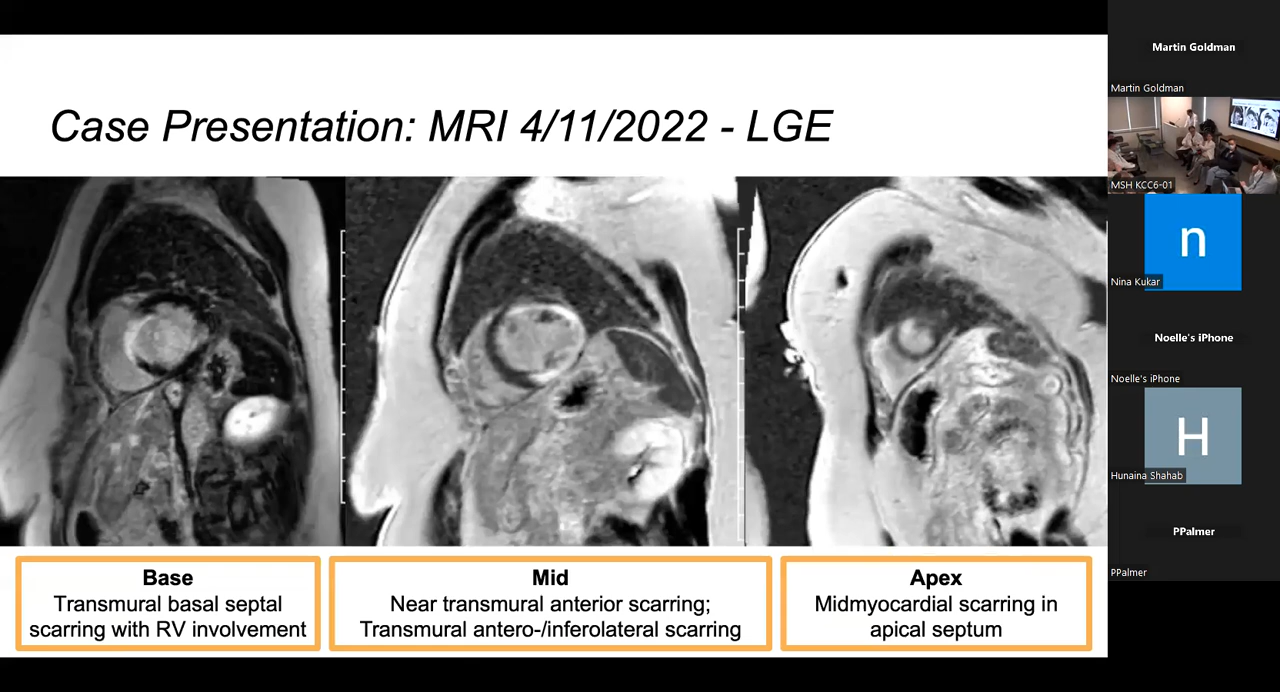 Case Presentation: MRI 4/11/2022 - LGE
Base
Transmural basal septal
scarring with RV involvement
Mid
Near transmural anterior scarring;
Transmural antero-/inferolateral scarring
Apex
Midmyocardial scarring in
apical septum
Martin Goldman
Martin Goldman
MSH KCC6-01
n
Nina Kukar
Noelle's iPhone
Noelle's iPhone
H
Hunaina Shahab
PPalmer
PPalmer